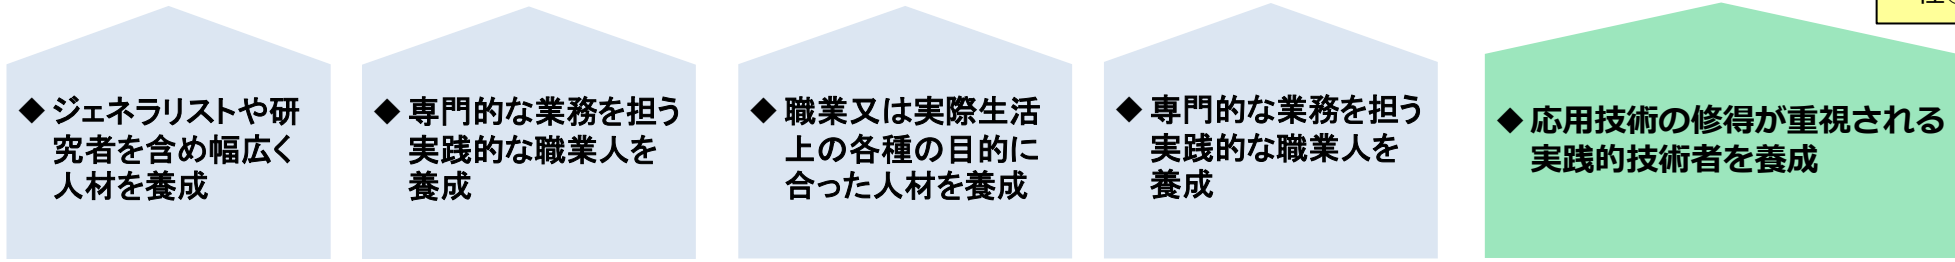 ◆ ジェネラリストや研
究者を含め幅広く
人材を養成
◆ 専門的な業務を担う
実践的な職業人を
養成
◆ 職業又は実際生活
上の各種の目的に
合った人材を養成
◆ 専門的な業務を担う
実践的な職業人を
養成
◆ 応用技術の修得が重視される
実践的技術者を養成